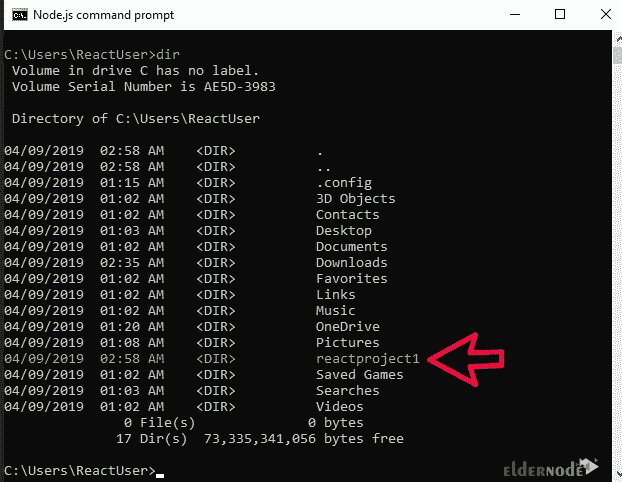 Node.js command prompt
C:\Users\ReactUser>dir
Volume in drive C has no label.
Volume Serial Number is AE5D-3983
Directory of C:\Users\ReactUser
04/09/2019  02:58 AM    <DIR>          .
04/09/2019  02:58 AM    <DIR>          ..
04/09/2019  01:15 AM    <DIR>          .config
04/09/2019  01:02 AM    <DIR>          3D Objects
04/09/2019  01:02 AM    <DIR>          Contacts
04/09/2019  01:03 AM    <DIR>          Desktop
04/09/2019  01:02 AM    <DIR>          Documents
04/09/2019  02:35 AM    <DIR>          Downloads
04/09/2019  01:02 AM    <DIR>          Favorites
04/09/2019  01:02 AM    <DIR>          Links
04/09/2019  01:02 AM    <DIR>          Music
04/09/2019  01:20 AM    <DIR>          OneDrive
04/09/2019  01:08 AM    <DIR>          Pictures
04/09/2019  02:58 AM    <DIR>          reactproject1
04/09/2019  01:02 AM    <DIR>          Saved Games
04/09/2019  01:03 AM    <DIR>          Searches
04/09/2019  01:02 AM    <DIR>          Videos
0 File(s)              0 bytes
17 Dir(s)  73,335,341,056 bytes free
C:\Users\ReactUser>
eldernode